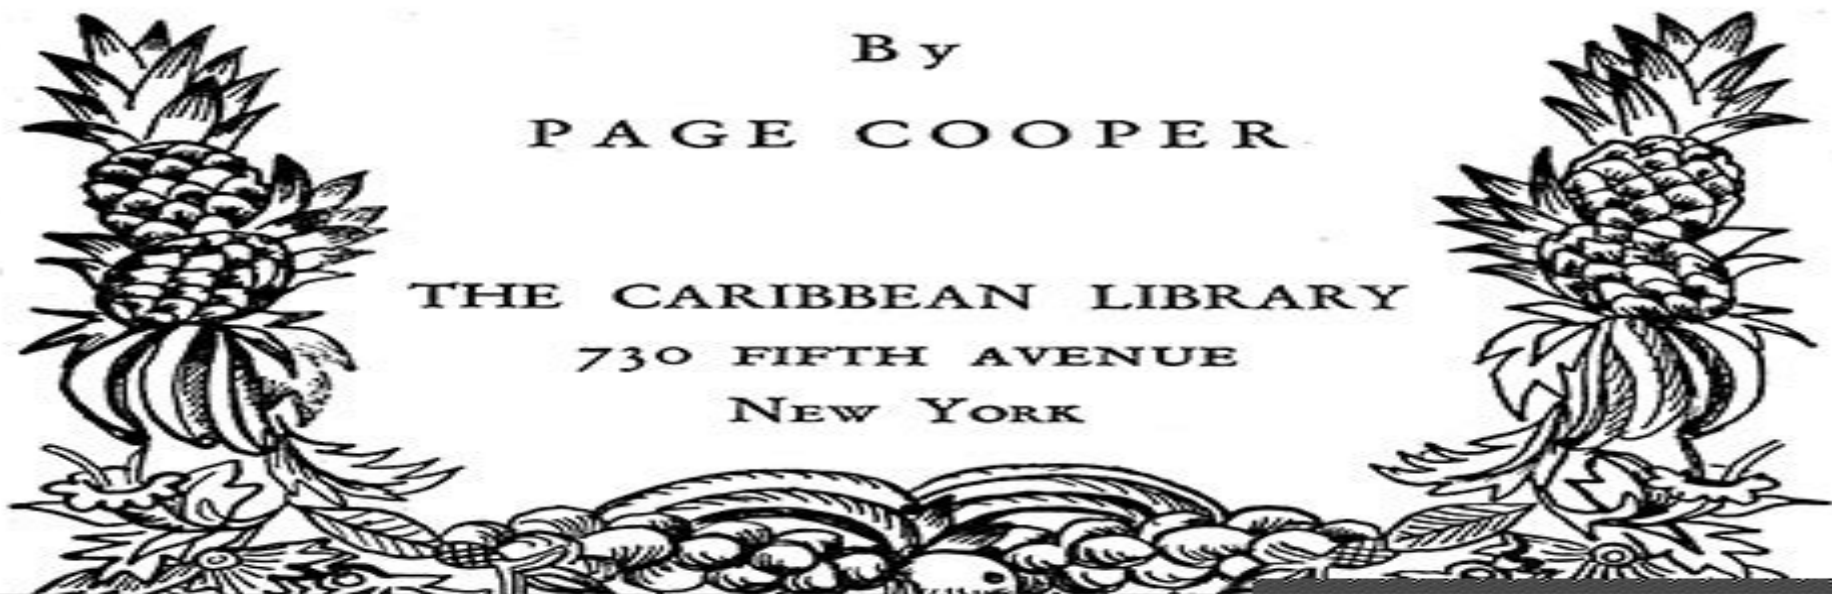 By
PAGE COOPER
THE CARIBBEAN LIBRARY
730 FIFTH AVENUE
NEW YORK